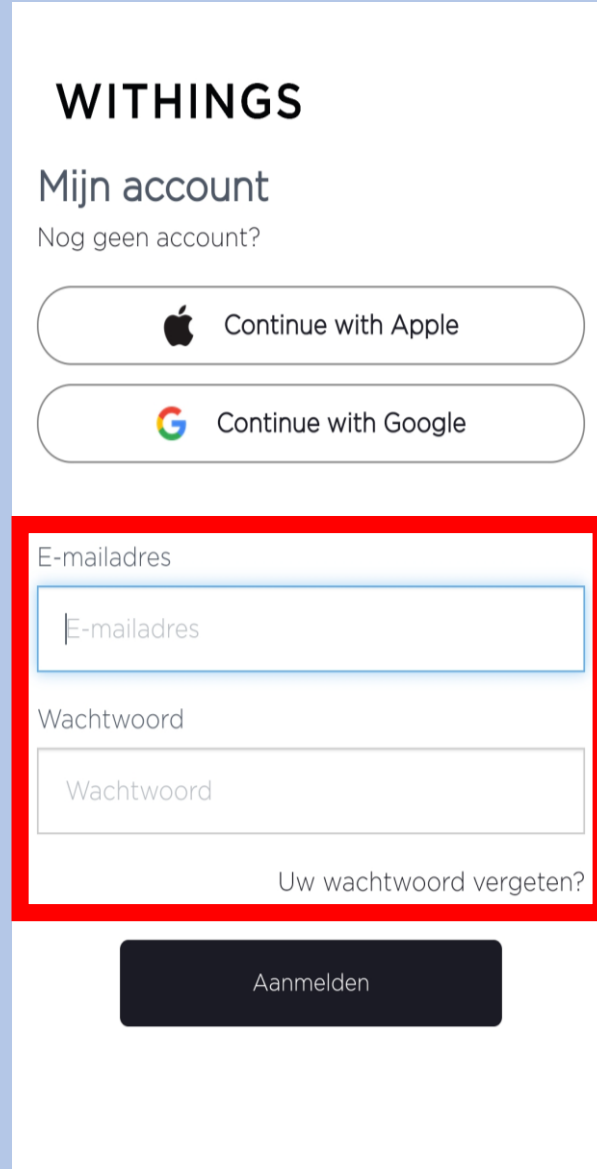 WITHINGS
Mijn account
Nog geen account?
Continue with Apple
Continue with Google
E-mailadres
E-mailadres
Wachtwoord
Wachtwoord
Uw wachtwoord vergeten?
Aanmelden